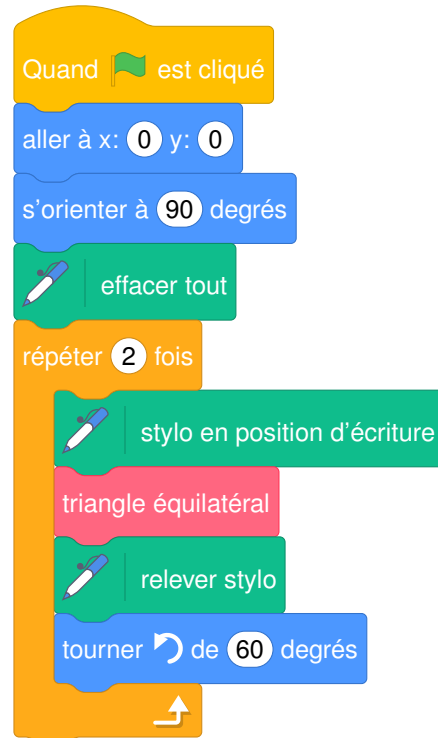 Quand est cliqué
aller à x: 0 y: 0
s'orienter à 90 degrés
effacer tout
répéter 2 fois
stylo en position d'écriture
triangle équilatéral
relever stylo
tourner de 60 degrés